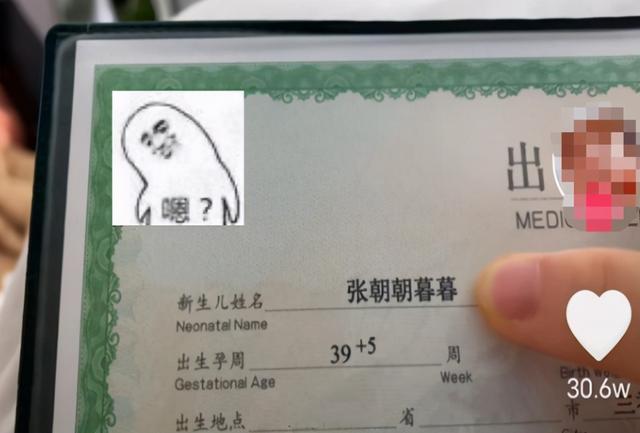 嗯？
出
MEDIC
新生儿姓名 张朝朝暮暮
Neonatal Name
出生孕周 39+5 周
Gestational Age Week
Birth We
出生地点 省 市
30.6w